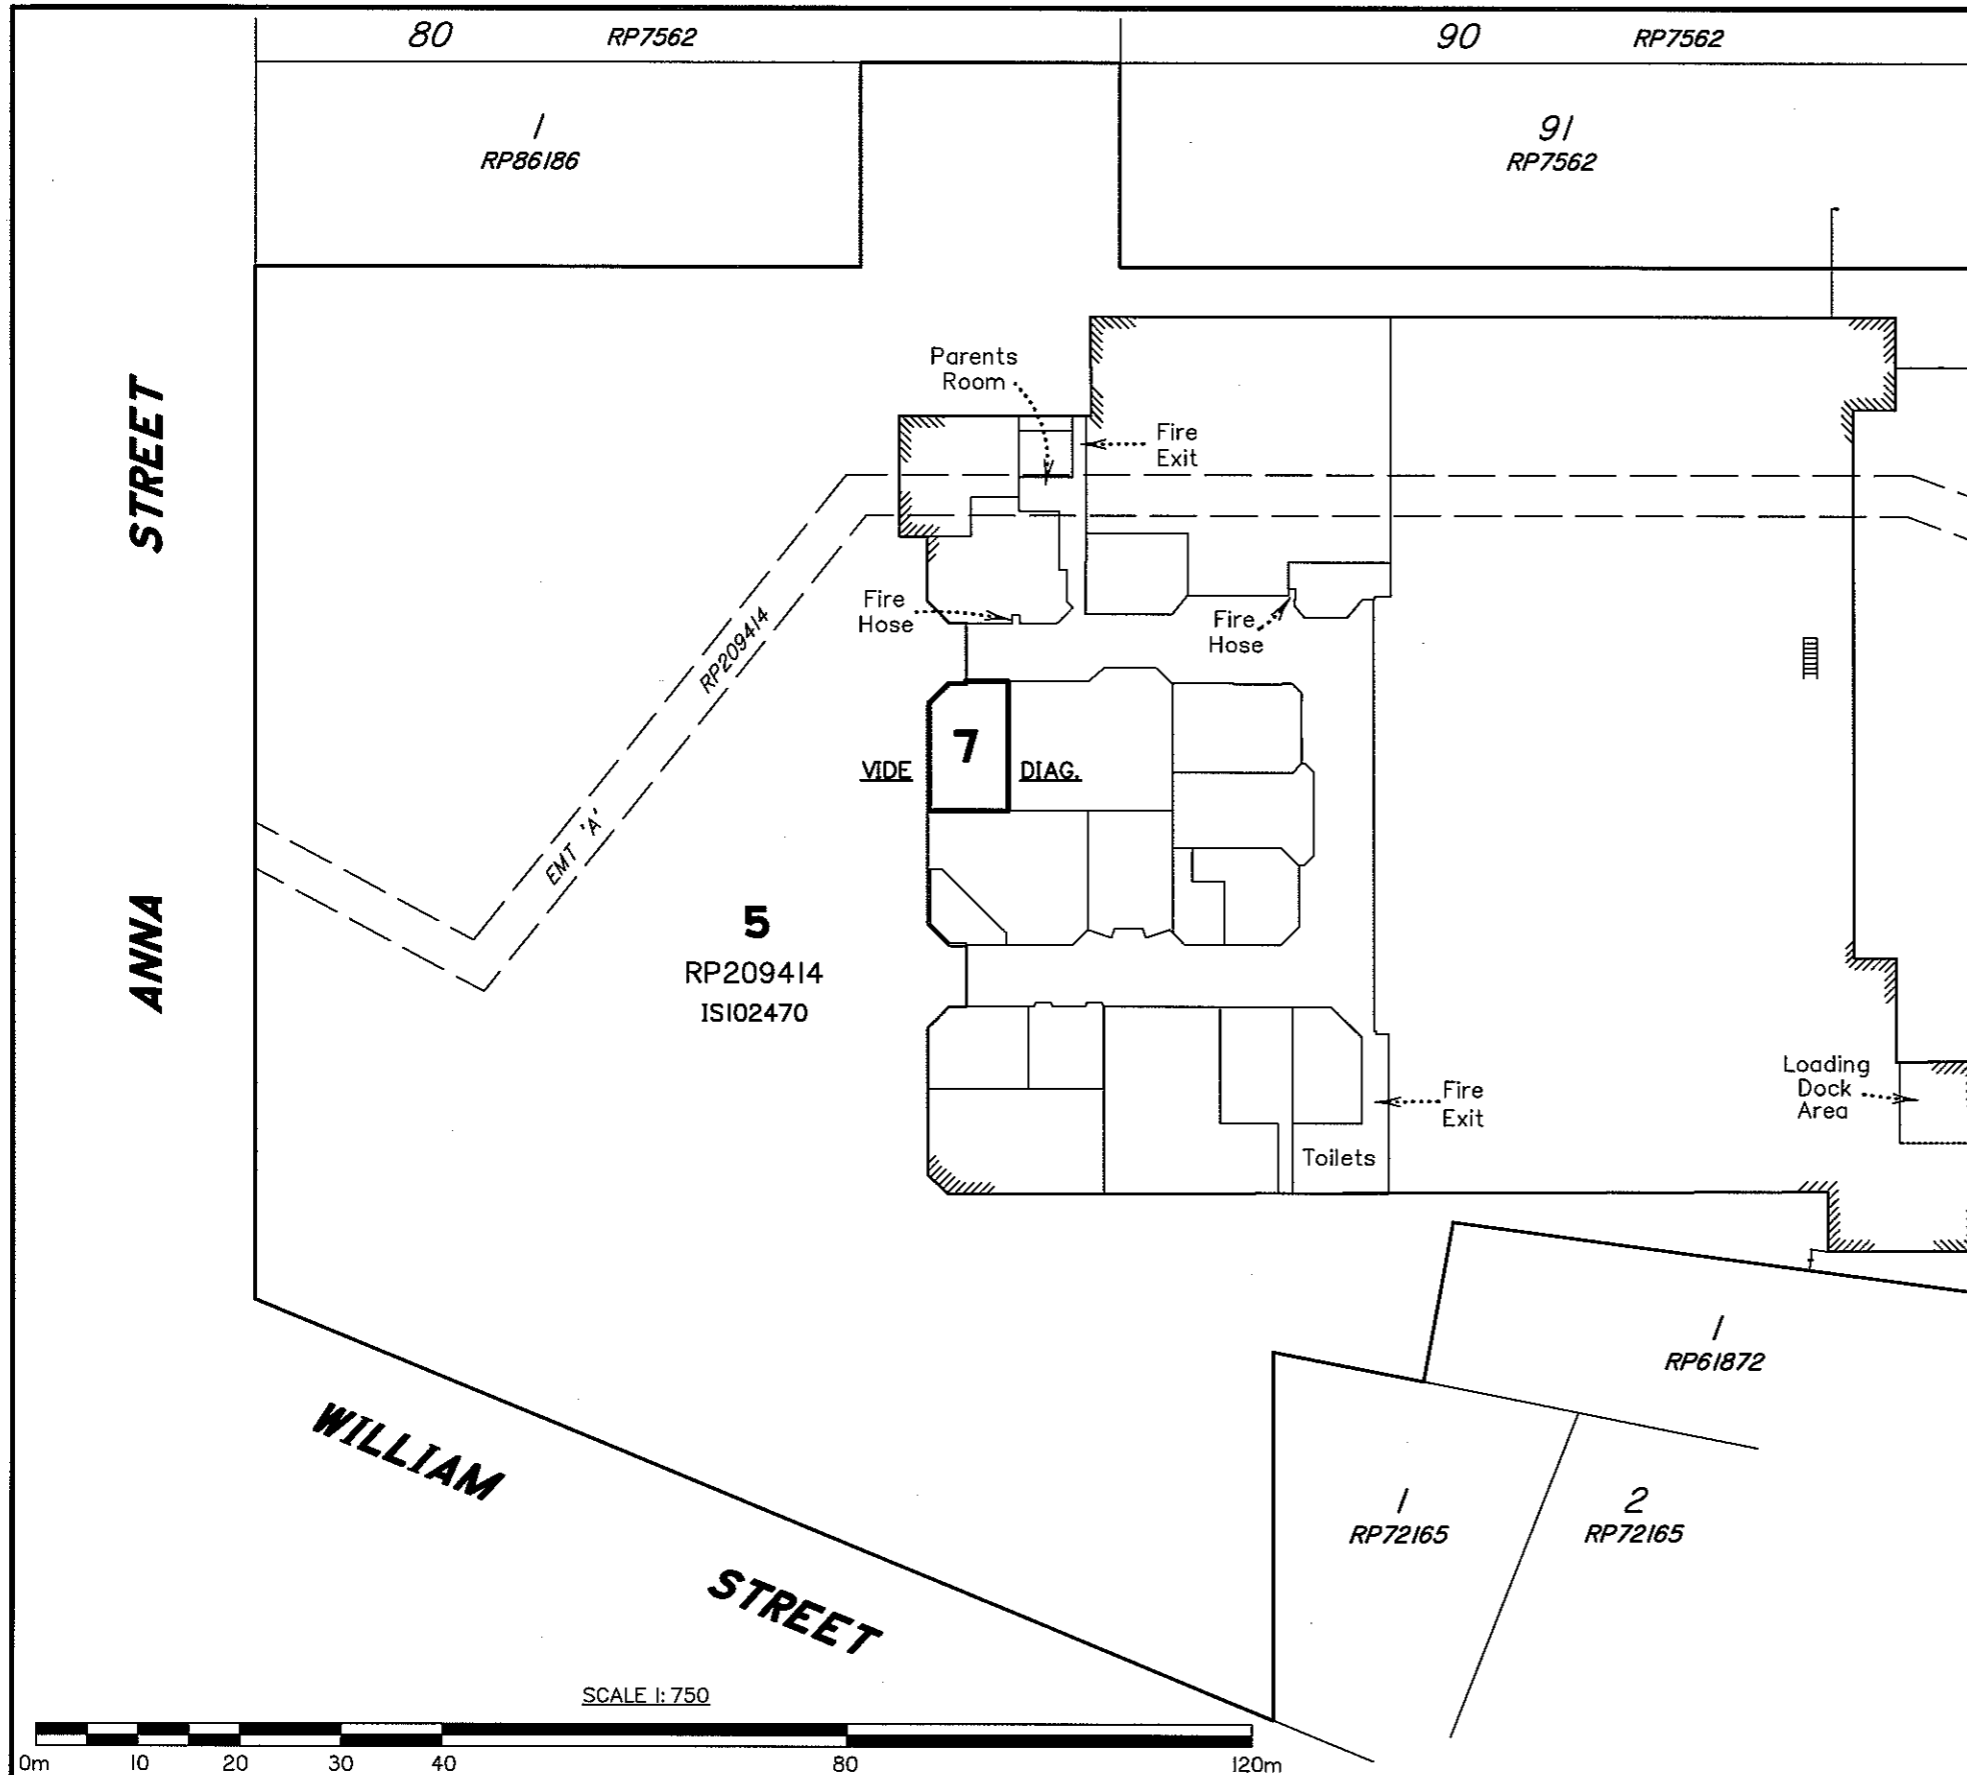 80 RP7562
90 RP7562
1
RP86186
91
RP7562
STREET
ANNA
Parents
Room
Fire
Exit
Fire
Hose
Fire
Hose
RP209414
EMT 'A'
VIDE
7
DIAG.
5
RP209414
IS102470
Fire
Exit
Toilets
Loading
Dock
Area
1
RP61872
WILLIAM
STREET
1
RP72165
2
RP72165
SCALE 1:750
0m 10 20 30 40 80 120m